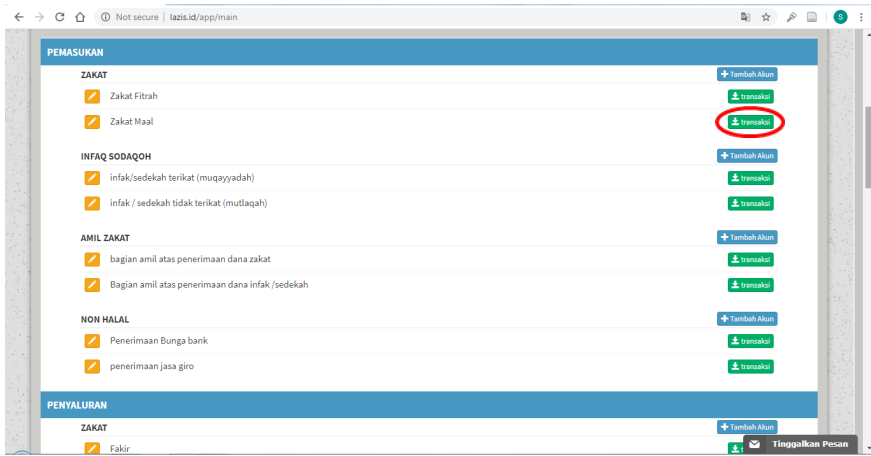 Not secure | lazis.id/app/main
S
PEMASUKAN
ZAKAT
+ Tambah Akun
Zakat Fitrah
transaksi
Zakat Maal
transaksi
INFAQ SODAQOH
+ Tambah Akun
infak/sedekah terikat (muqayyadah)
transaksi
infak / sedekah tidak terikat (mutlaqah)
transaksi
AMIL ZAKAT
+ Tambah Akun
bagian amil atas penerimaan dana zakat
transaksi
Bagian amil atas penerimaan dana infak /sedekah
transaksi
NON HALAL
+ Tambah Akun
Penerimaan Bunga bank
transaksi
penerimaan jasa giro
transaksi
PENYALURAN
ZAKAT
+ Tambah Akun
Fakir
Tinggalkan Pesan